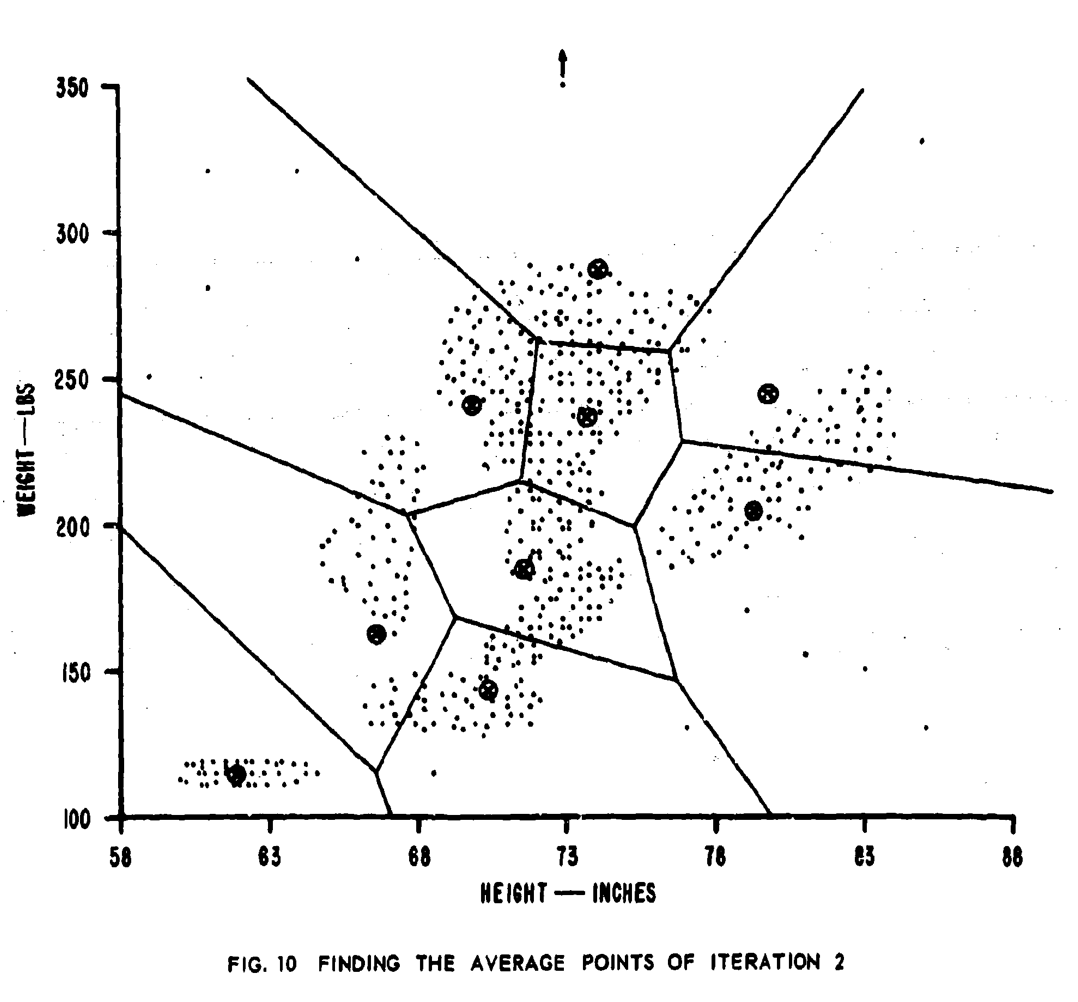 350
300
250
200
150
100
WEIGHT—LBS
58 63 68 73 78 83 88
HEIGHT — INCHES
FIG. 10 FINDING THE AVERAGE POINTS OF ITERATION 2